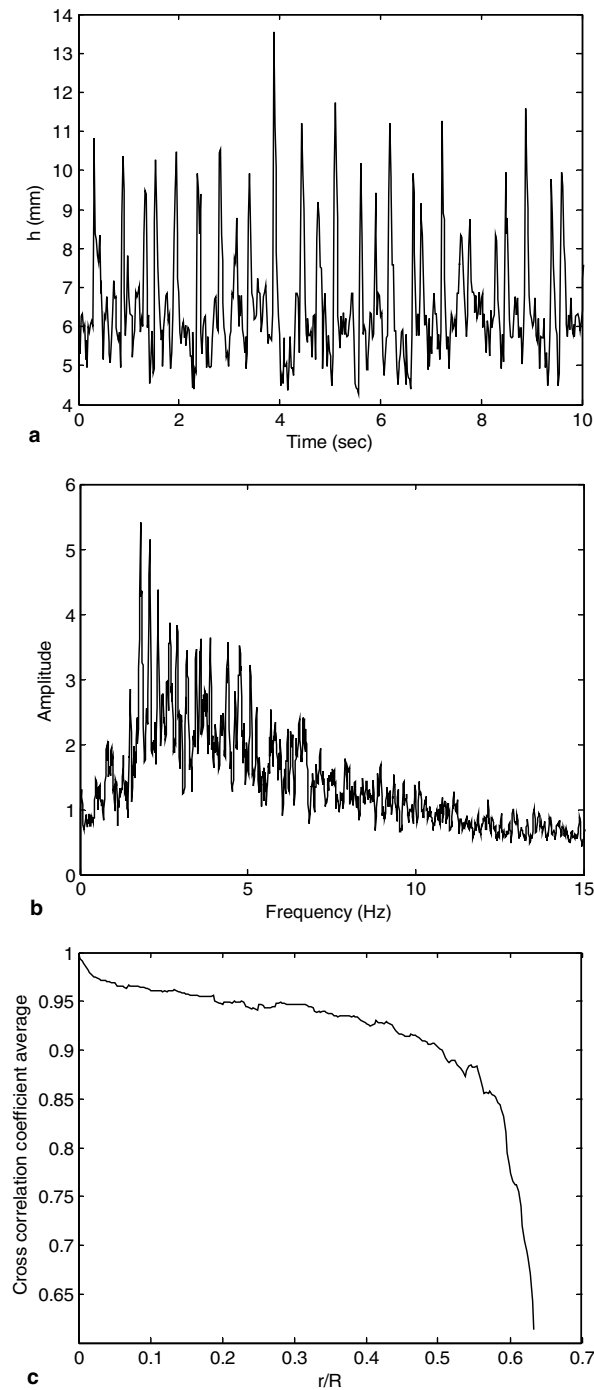 14
13
12
11
10
9
8
7
6
5
4
h (mm)
0 2 4 6 8 10
Time (sec)
a
6
5
4
3
2
1
0
Amplitude
0 5 10 15
Frequency (Hz)
b
1
0.95
0.9
0.85
0.8
0.75
0.7
0.65
Cross correlation coefficient average
0 0.1 0.2 0.3 0.4 0.5 0.6 0.7
r/R
c